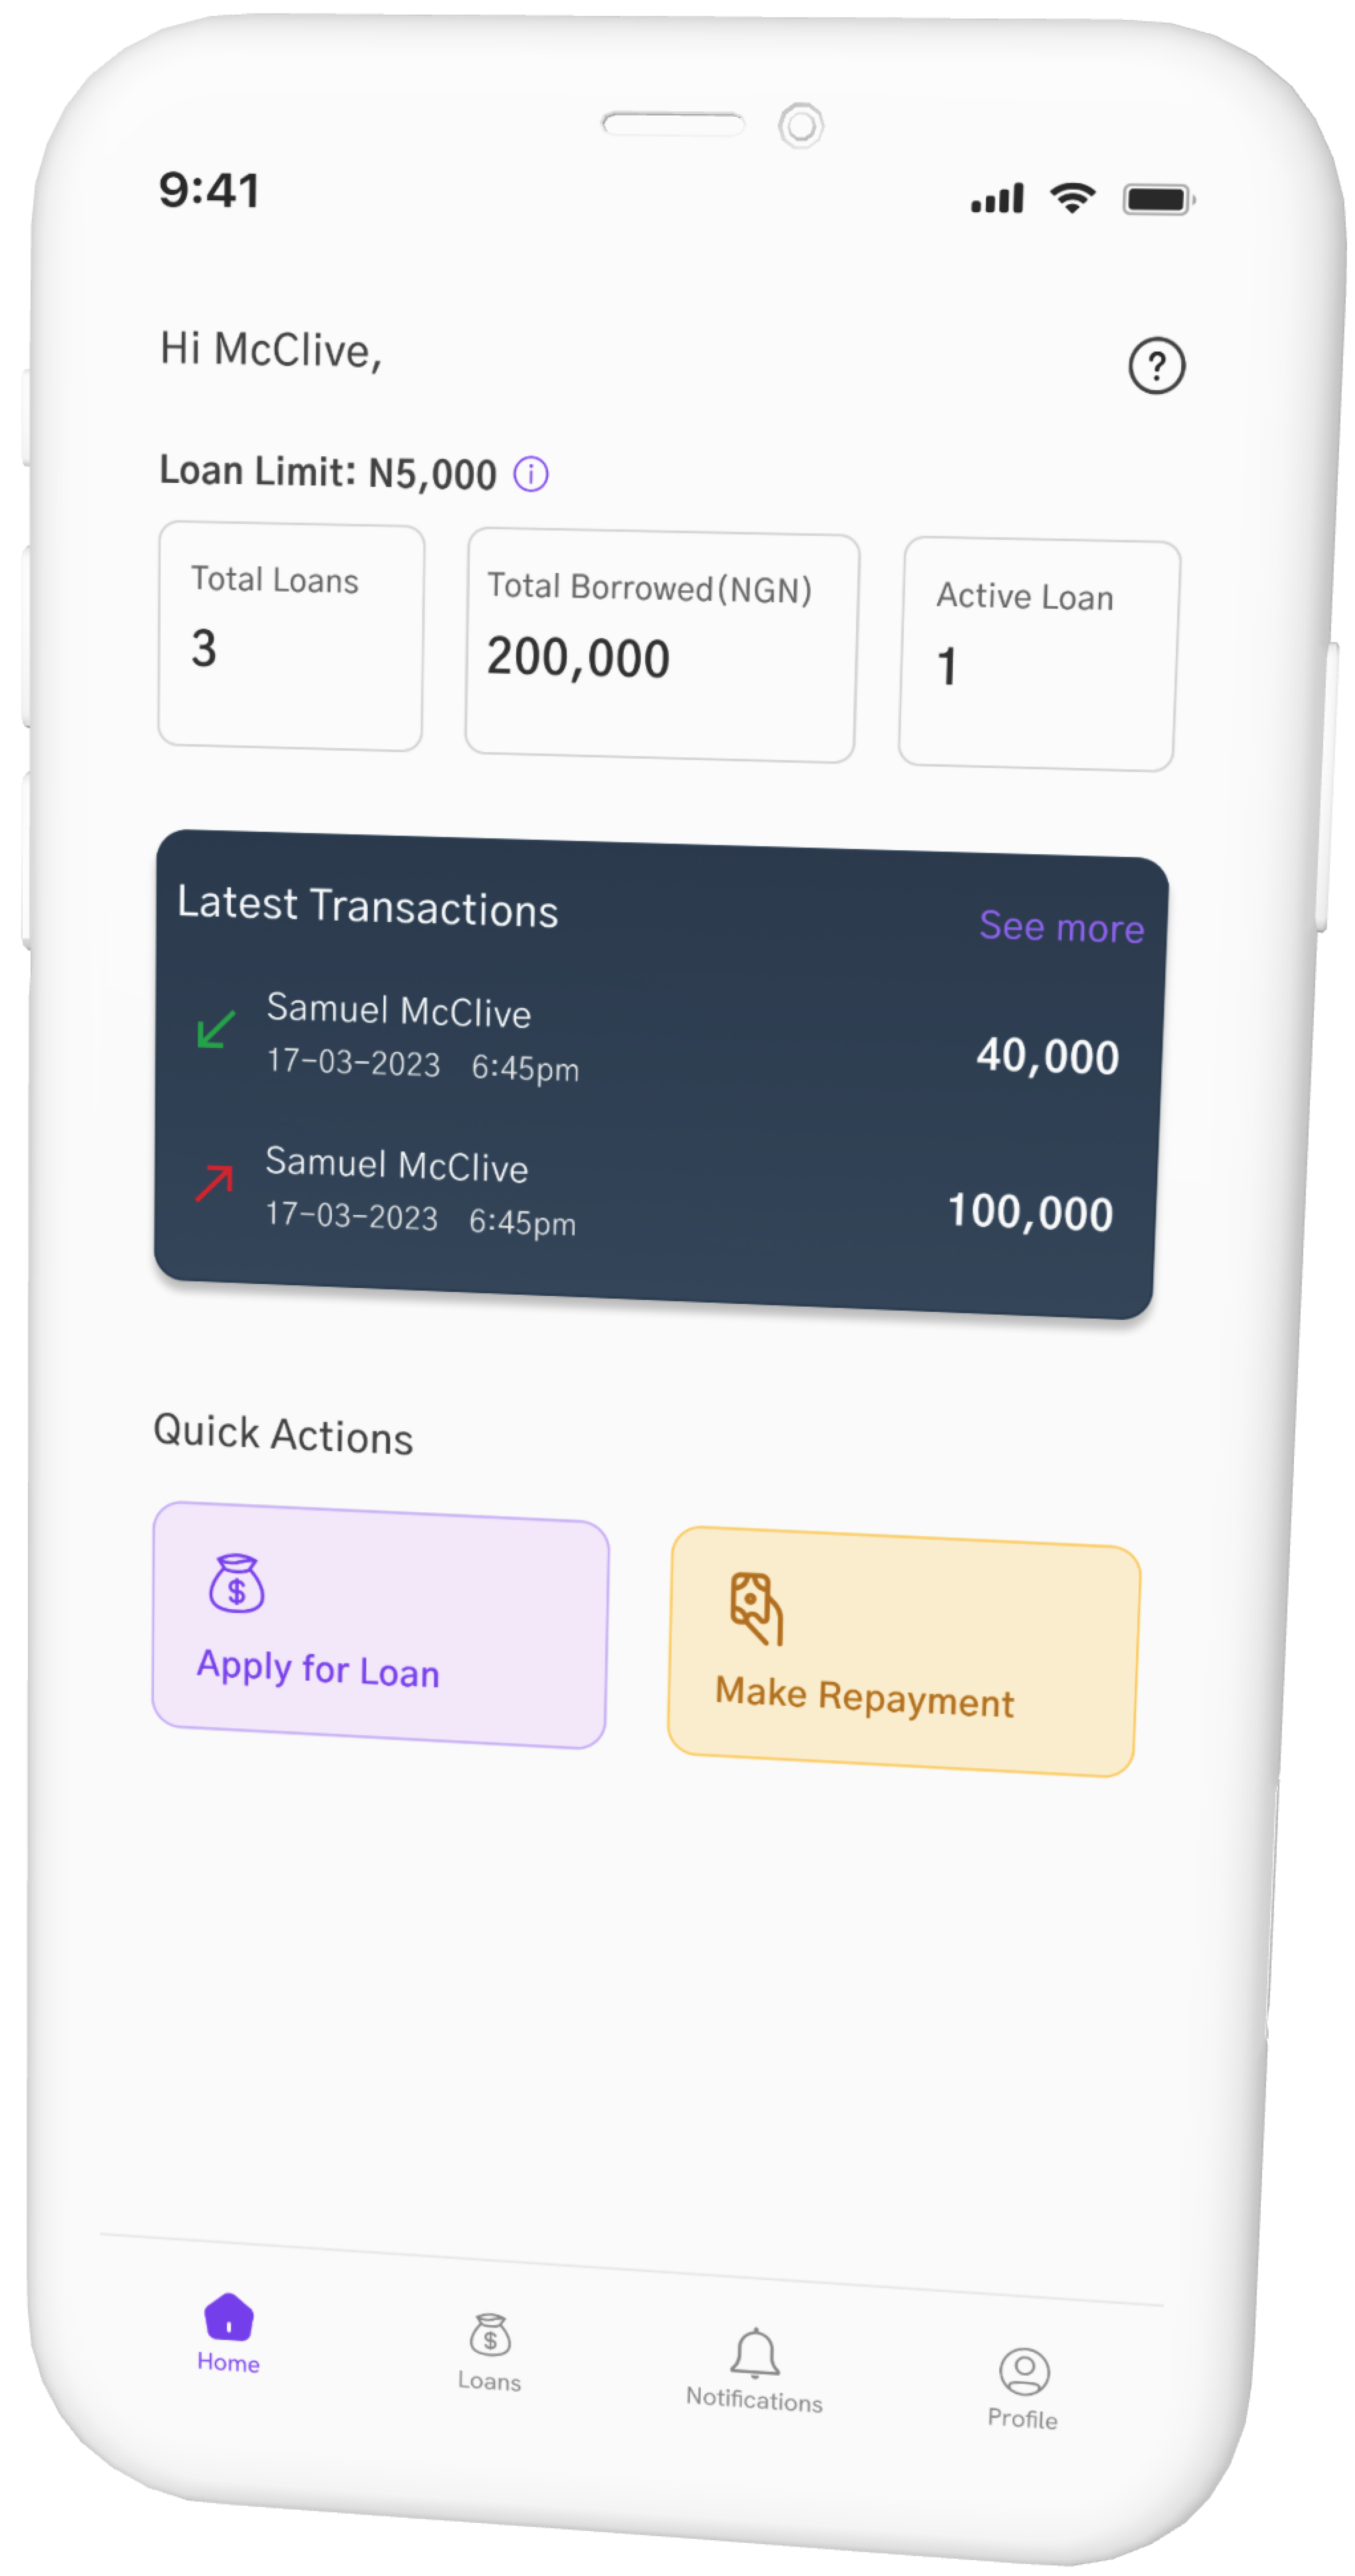 9:41
Hi McClive,
?
Loan Limit: N5,000 i
Total Loans
3
Total Borrowed(NGN)
200,000
Active Loan
1
Latest Transactions
See more
Samuel McClive
17-03-2023 6:45pm
40,000
Samuel McClive
17-03-2023 6:45pm
100,000
Quick Actions
$
Apply for Loan
Make Repayment
Home
$
Loans
Notifications
Profile